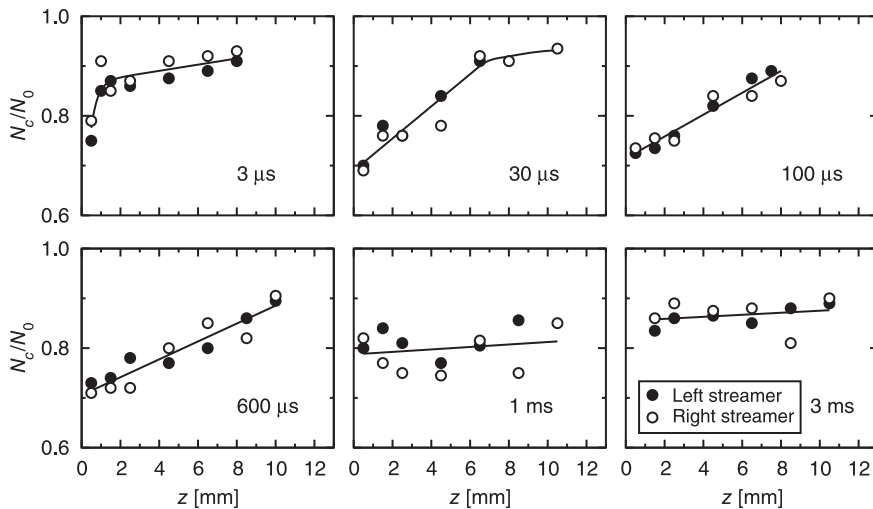 1.0
0.8
0.6
N_c/N_0
3 μs
30 μs
100 μs
1.0
0.8
0.6
N_c/N_0
600 μs
1 ms
3 ms
Left streamer
Right streamer
0 2 4 6 8 10 12
0 2 4 6 8 10 12
0 2 4 6 8 10 12
z [mm]
z [mm]
z [mm]